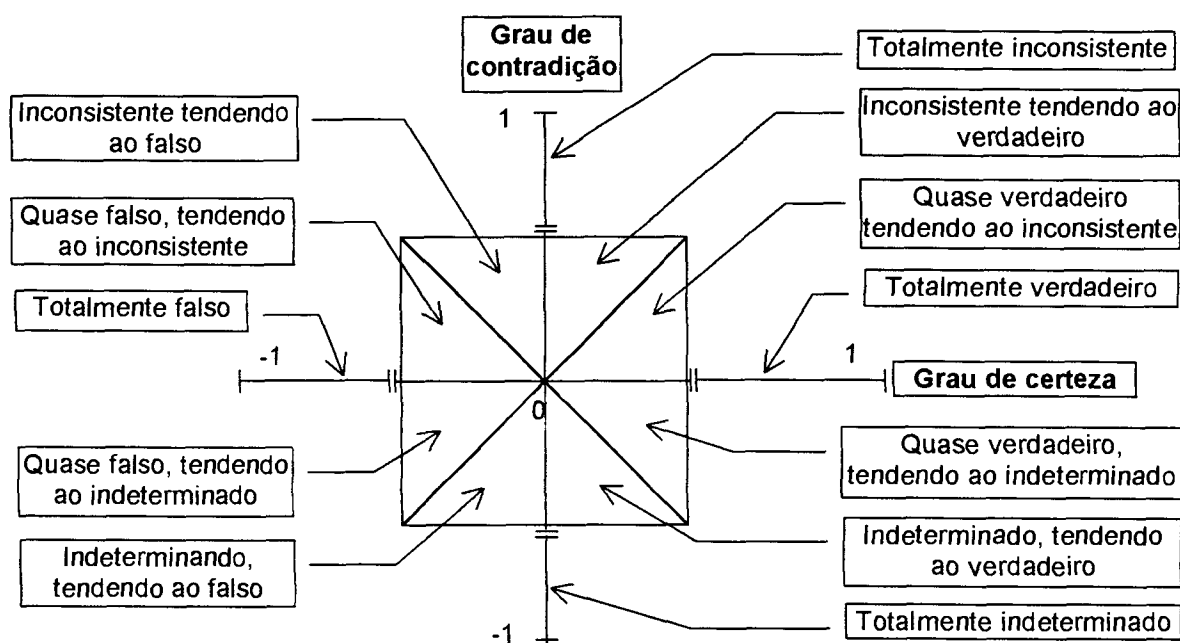 Grau de
contradição
Totalmente inconsistente
Inconsistente tendendo
ao falso
1
Inconsistente tendendo ao
verdadeiro
Quase falso, tendendo
ao inconsistente
Quase verdadeiro
tendendo ao inconsistente
Totalmente falso
Totalmente verdadeiro
-1
1
Grau de certeza
0
Quase falso, tendendo
ao indeterminado
Quase verdadeiro,
tendendo ao indeterminado
Indeterminando,
tendendo ao falso
Indeterminado, tendendo
ao verdadeiro
-1
Totalmente indeterminado